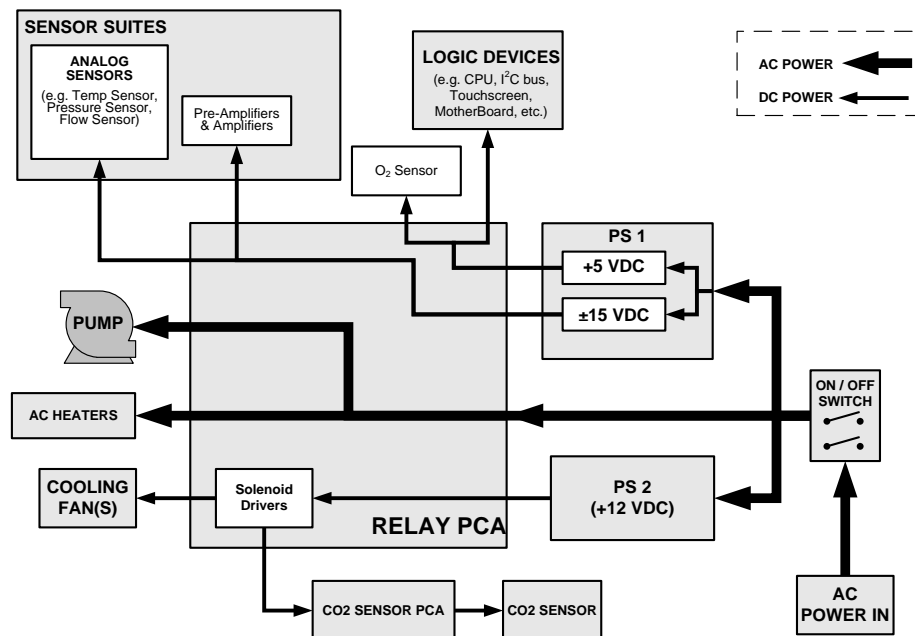 SENSOR SUITES
ANALOG
SENSORS
(e.g. Temp Sensor,
Pressure Sensor,
Flow Sensor)
Pre-Amplifiers
& Amplifiers
LOGIC DEVICES
(e.g. CPU, I²C bus,
Touchscreen,
MotherBoard, etc.)
O₂ Sensor
AC POWER
DC POWER
PS 1
+5 VDC
±15 VDC
PUMP
AC HEATERS
ON / OFF
SWITCH
COOLING
FAN(S)
Solenoid
Drivers
RELAY PCA
PS 2
(+12 VDC)
CO2 SENSOR PCA
CO2 SENSOR
AC
POWER IN